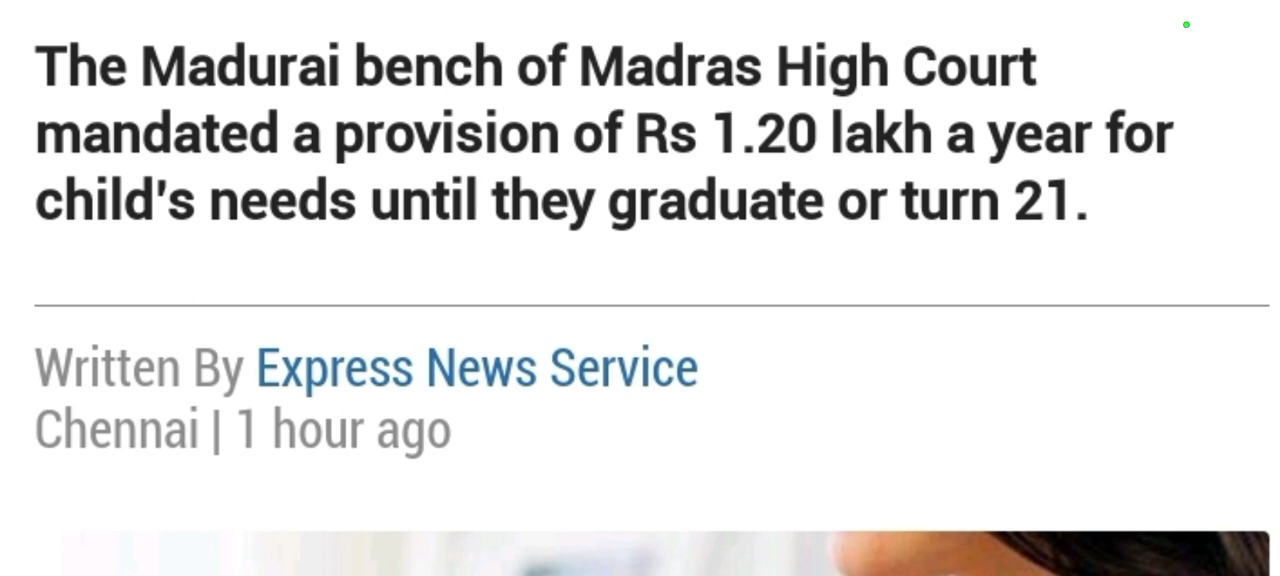 The Madurai bench of Madras High Court
mandated a provision of Rs 1.20 lakh a year for
child's needs until they graduate or turn 21.
Written By Express News Service
Chennai | 1 hour ago